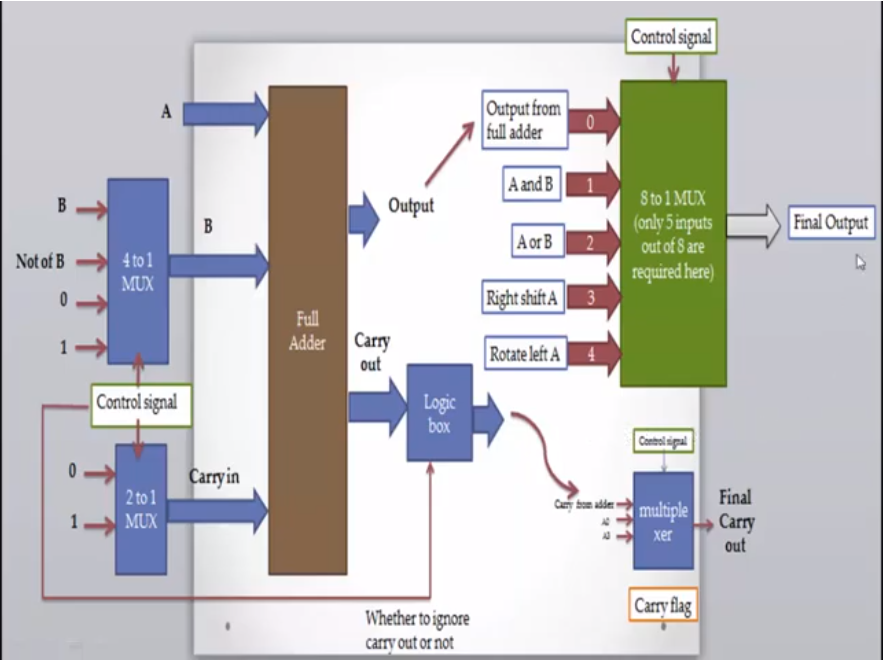 Control signal
A
Output from
full adder
0
A and B
1
8 to 1 MUX
(only 5 inputs
out of 8 are
required here)
B
B
Output
Final Output
Not of B
4 to 1
MUX
A or B
2
0
Right shift A
3
1
Full
Adder
Carry
out
Rotate left A
4
Control signal
Logic
box
Control signal
0
2 to 1
MUX
Carry in
1
Carry from adder
A0
A3
multiple
xer
Final
Carry
out
Carry flag
Whether to ignore
carry out or not